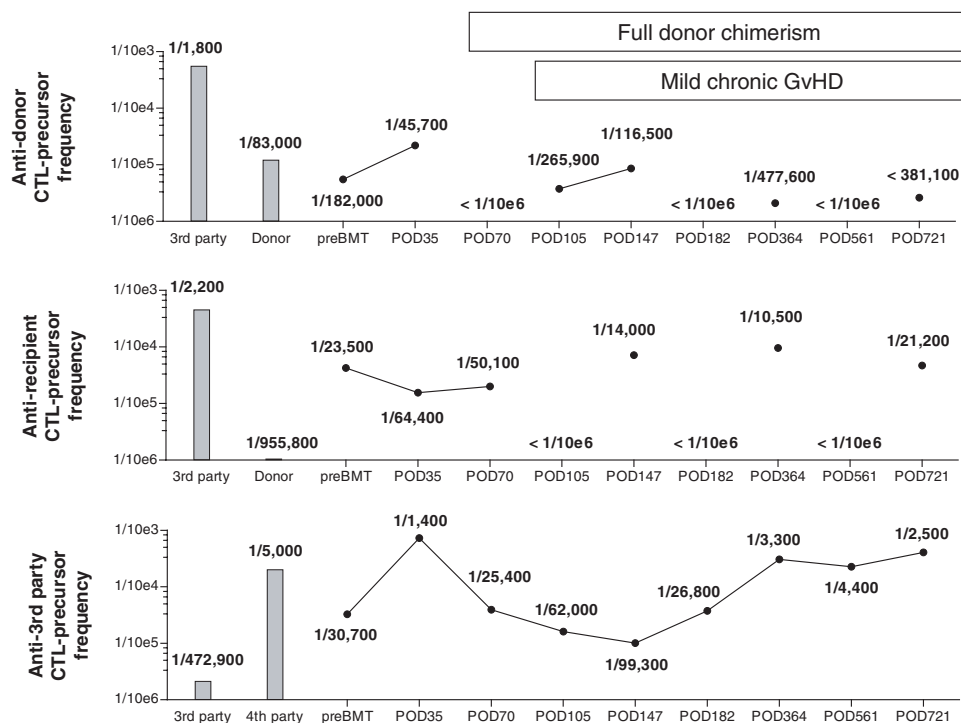 Full donor chimerism
Mild chronic GvHD
Anti-donor
CTL-precursor
frequency
1/10e3
1/10e4
1/10e5
1/10e6
1/1,800
1/83,000
1/182,000
1/45,700
< 1/10e6
1/265,900
1/116,500
< 1/10e6
1/477,600
< 1/10e6
< 381,100
3rd party Donor preBMT POD35 POD70 POD105 POD147 POD182 POD364 POD561 POD721
Anti-recipient
CTL-precursor
frequency
1/10e3
1/10e4
1/10e5
1/10e6
1/2,200
1/955,800
1/23,500
1/64,400
1/50,100
< 1/10e6
1/14,000
< 1/10e6
1/10,500
< 1/10e6
1/21,200
3rd party Donor preBMT POD35 POD70 POD105 POD147 POD182 POD364 POD561 POD721
Anti-3rd party
CTL-precursor
frequency
1/10e3
1/10e4
1/10e5
1/10e6
1/472,900
1/5,000
1/30,700
1/1,400
1/25,400
1/62,000
1/99,300
1/26,800
1/3,300
1/4,400
1/2,500
3rd party 4th party preBMT POD35 POD70 POD105 POD147 POD182 POD364 POD561 POD721